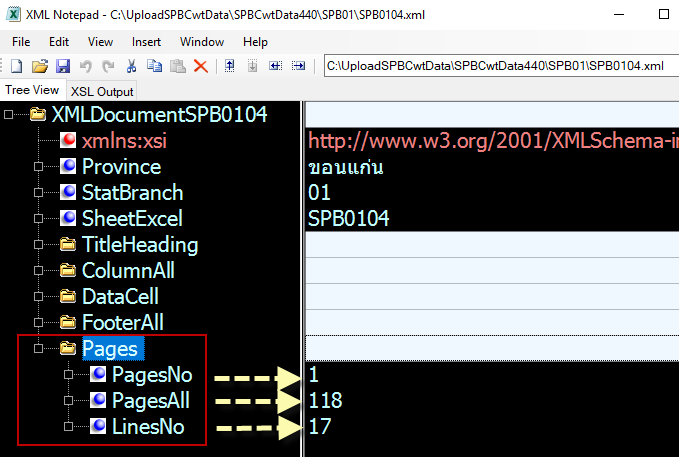 XML Notepad - C:\UploadSPBCwtData\SPBCwtData440\SPB01\SPB0104.xml
File Edit View Insert Window Help
C:\UploadSPBCwtData\SPBCwtData440\SPB01\SPB0104.xml
Tree View XSL Output
XMLDocumentSPB0104
xmlns:xsi http://www.w3.org/2001/XMLSchema-in
Province ขอนแก่น
StatBranch 01
SheetExcel SPB0104
TitleHeading
ColumnAll
DataCell
FooterAll
Pages
PagesNo 1
PagesAll 118
LinesNo 17